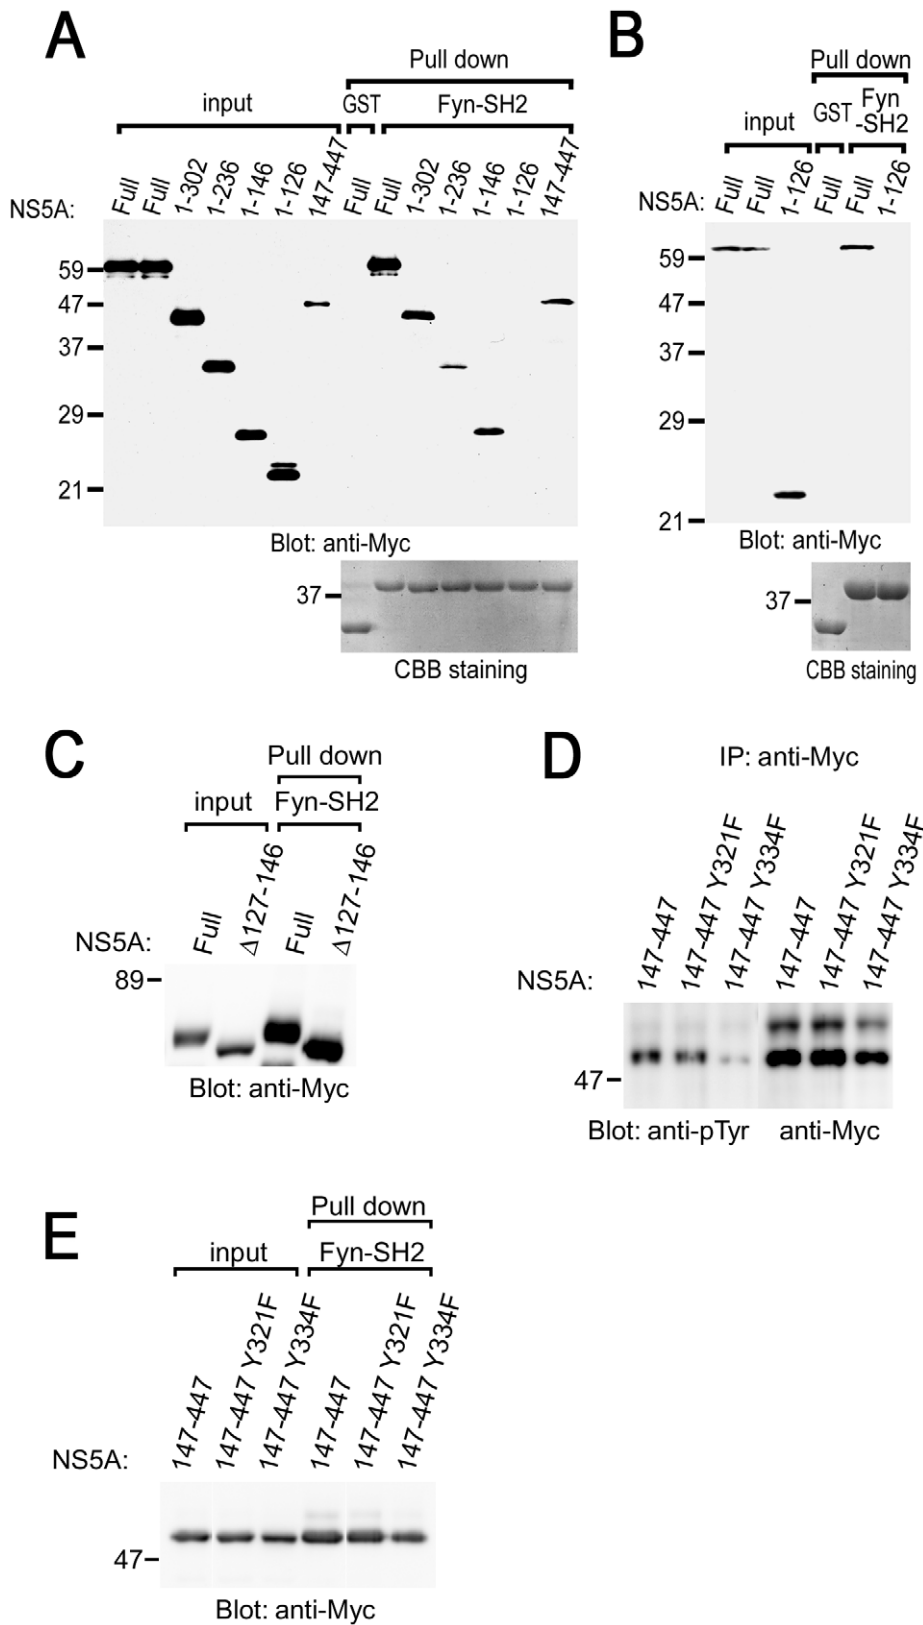 A
Pull down
input
GST
Fyn-SH2
NS5A:
Full
Full
1-302
1-236
1-146
1-126
147-447
Full
Full
1-302
1-236
1-146
1-126
147-447
59
47
37
29
21
Blot: anti-Myc
37
CBB staining
B
Pull down
input
GST
Fyn
-SH2
NS5A:
Full
Full
1-126
Full
Full
1-126
59
47
37
29
21
Blot: anti-Myc
37
CBB staining
C
Pull down
input
Fyn-SH2
NS5A:
Full
Δ127-146
Full
Δ127-146
89
Blot: anti-Myc
D
IP: anti-Myc
NS5A:
147-447
147-447 Y321F
147-447 Y334F
147-447
147-447 Y321F
147-447 Y334F
47
Blot: anti-pTyr
anti-Myc
E
Pull down
input
Fyn-SH2
NS5A:
147-447
147-447 Y321F
147-447 Y334F
147-447
147-447 Y321F
147-447 Y334F
47
Blot: anti-Myc